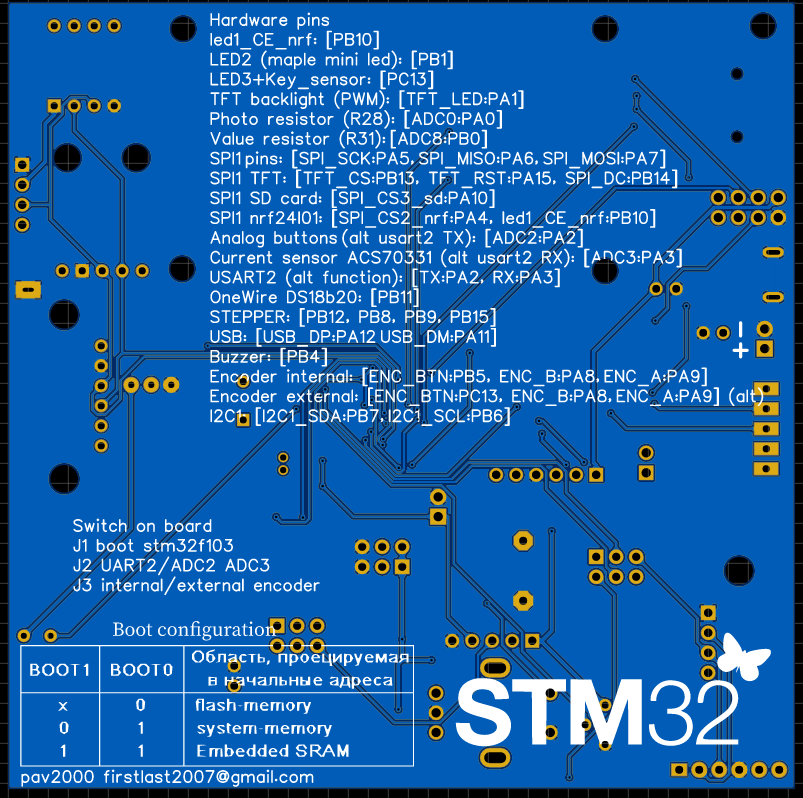 Hardware pins
led1_CE_nrf: [PB10]
LED2 (maple mini led): [PB1]
LED3+Key_sensor: [PC13]
TFT backlight (PWM): [TFT_LED:PA1]
Photo resistor (R28): [ADC0:PA0]
Value resistor (R31): [ADC8:PB0]
SPI1 pins: [SPI_SCK:PA5, SPI_MISO:PA6, SPI_MOSI:PA7]
SPI1 TFT: [TFT_CS:PB13, TFT_RST:PA15, SPI_DC:PB14]
SPI1 SD card: [SPI_CS3_sd:PA10]
SPI1 nrf24l01: [SPI_CS2_nrf:PA4, led1_CE_nrf:PB10]
Analog buttons (alt usart2 TX): [ADC2:PA2]
Current sensor ACS70331 (alt usart2 RX): [ADC3:PA3]
USART2 (alt function): [TX:PA2, RX:PA3]
OneWire DS18b20: [PB11]
STEPPER: [PB12, PB8, PB9, PB15]
USB: [USB_DP:PA12 USB_DM:PA11]
Buzzer: [PB4]
Encoder internal: [ENC_BTN:PB5, ENC_B:PA8, ENC_A:PA9]
Encoder external: [ENC_BTN:PC13, ENC_B:PA8, ENC_A:PA9] (alt)
I2C1: [I2C1_SDA:PB7, I2C1_SCL:PB6]
Switch on board
J1 boot stm32f103
J2 UART2/ADC2 ADC3
J3 internal/external encoder
Boot configuration
BOOT1 BOOT0 Область, проецируемая
в начальные адреса
x 0 flash-memory
0 1 system-memory
1 1 Embedded SRAM
pav2000 firstlast2007@gmail.com
STM32